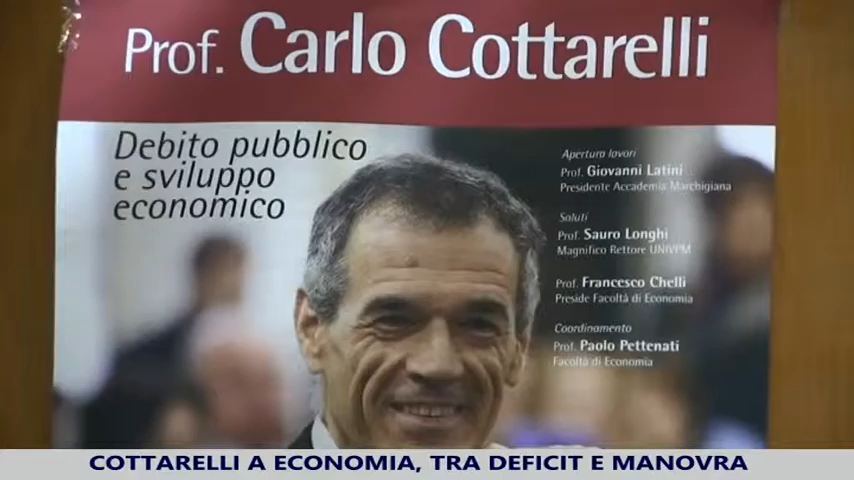 Prof. Carlo Cottarelli
Debito pubblico
e sviluppo
economico
Apertura lavori
Prof. Giovanni Latini
Presidente Accademia Marchigiana
Saluti
Prof. Sauro Longhi
Magnifico Rettore UNIVPM
Prof. Francesco Chelli
Preside Facoltà di Economia
Coordinamento
Prof. Paolo Pettenati
Facoltà di Economia
COTTARELLI A ECONOMIA, TRA DEFICIT E MANOVRA